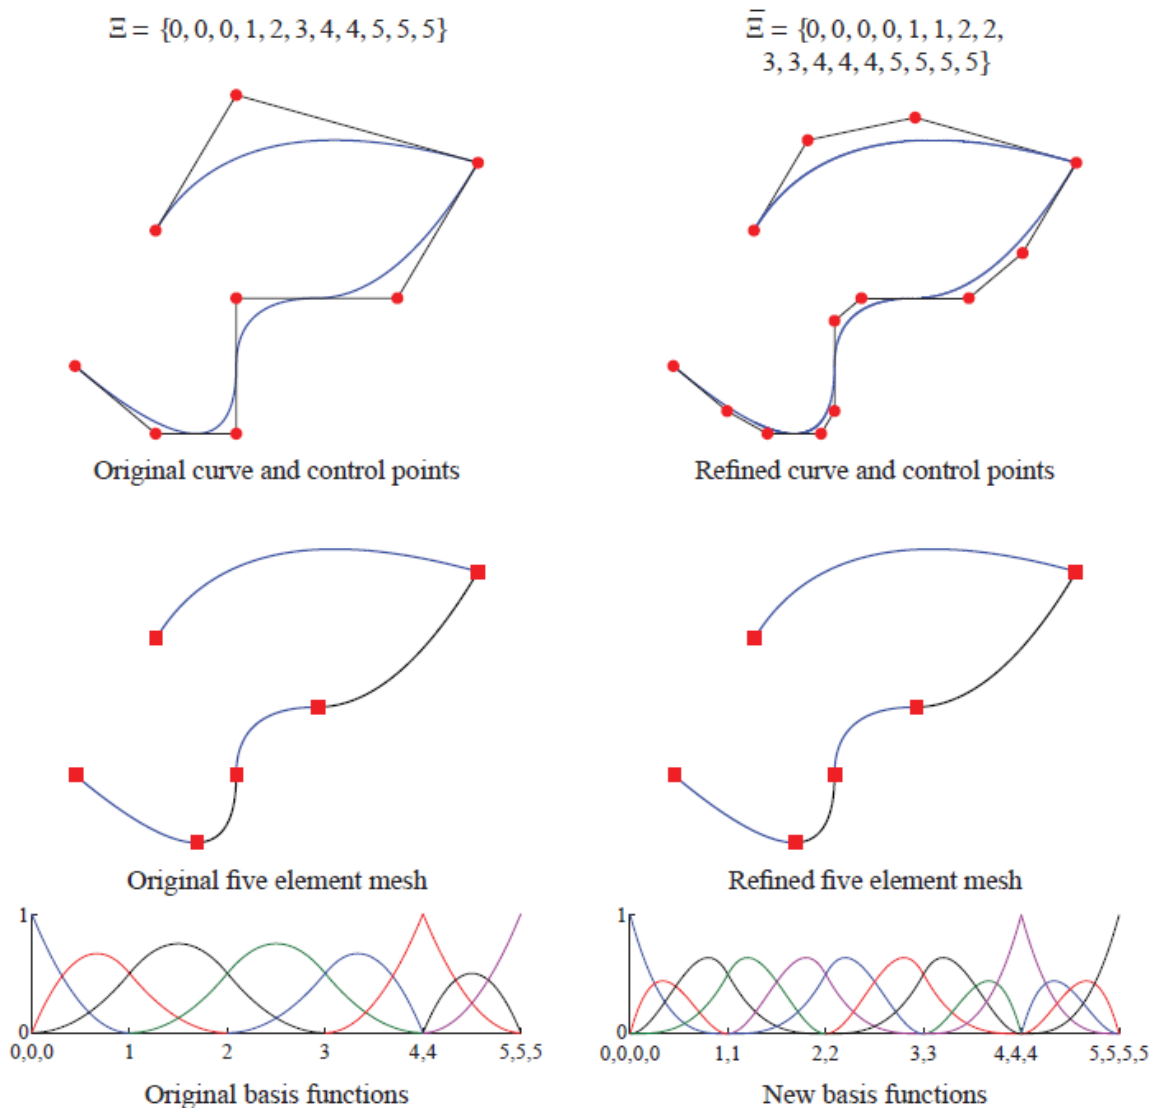 Ξ = {0, 0, 0, 1, 2, 3, 4, 4, 5, 5, 5}
Ξ̄ = {0, 0, 0, 0, 1, 1, 2, 2,
3, 3, 4, 4, 4, 5, 5, 5, 5}
Original curve and control points
Refined curve and control points
Original five element mesh
Refined five element mesh
1
0
0,0,0 1 2 3 4,4 5,5,5
Original basis functions
1
0
0,0,0,0 1,1 2,2 3,3 4,4,4 5,5,5,5
New basis functions